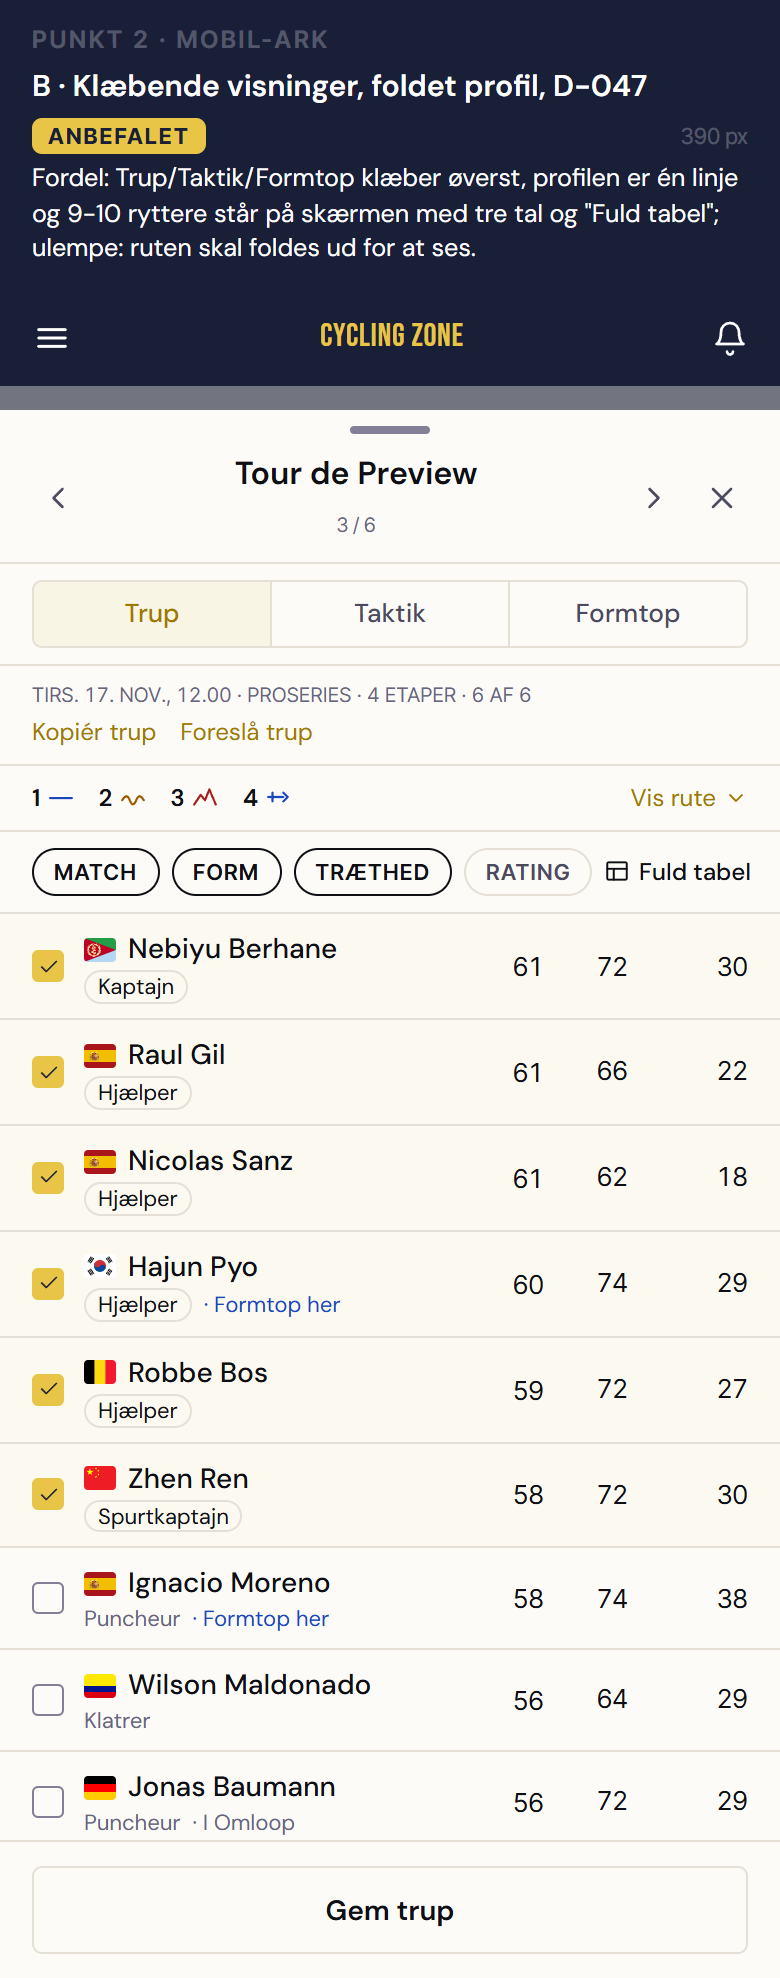 PUNKT 2 · MOBIL-ARK
B · Klæbende visninger, foldet profil, D-047
ANBEFALET 390 px
Fordel: Trup/Taktik/Formtop klæber øverst, profilen er én linje
og 9-10 ryttere står på skærmen med tre tal og "Fuld tabel";
ulempe: ruten skal foldes ud for at ses.
CYCLING ZONE
Tour de Preview
3 / 6
Trup Taktik Formtop
TIRS. 17. NOV., 12.00 · PROSERIES · 4 ETAPER · 6 AF 6
Kopiér trup Foreslå trup
1 2 3 4 Vis rute
MATCH FORM TRÆTHED RATING Fuld tabel
Nebiyu Berhane 61 72 30
Kaptajn
Raul Gil 61 66 22
Hjælper
Nicolas Sanz 61 62 18
Hjælper
Hajun Pyo 60 74 29
Hjælper · Formtop her
Robbe Bos 59 72 27
Hjælper
Zhen Ren 58 72 30
Spurtkaptajn
Ignacio Moreno 58 74 38
Puncheur · Formtop her
Wilson Maldonado 56 64 29
Klatrer
Jonas Baumann 56 72 29
Puncheur · I Omloop
Gem trup